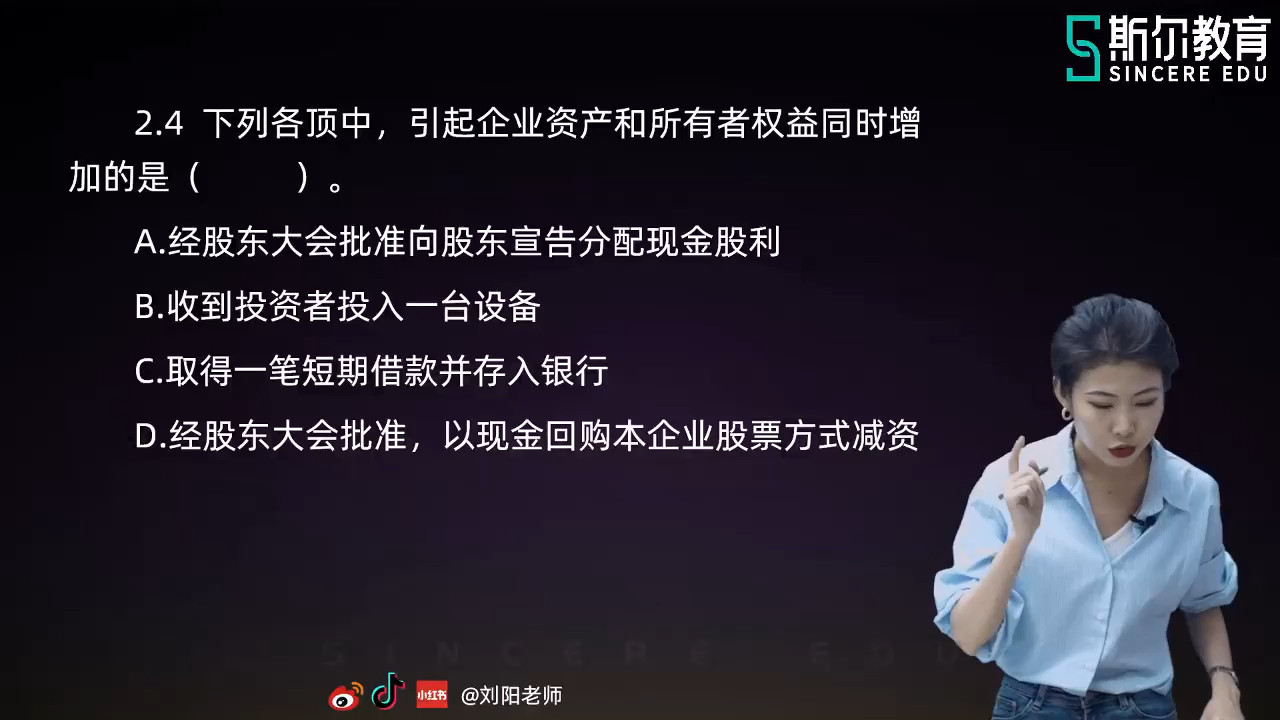 斯尔教育
SINCERE EDU
2.4 下列各顶中，引起企业资产和所有者权益同时增
加的是（ ）。
A.经股东大会批准向股东宣告分配现金股利
B.收到投资者投入一台设备
C.取得一笔短期借款并存入银行
D.经股东大会批准，以现金回购本企业股票方式减资
SINCERE EDU
小红书 @刘阳老师